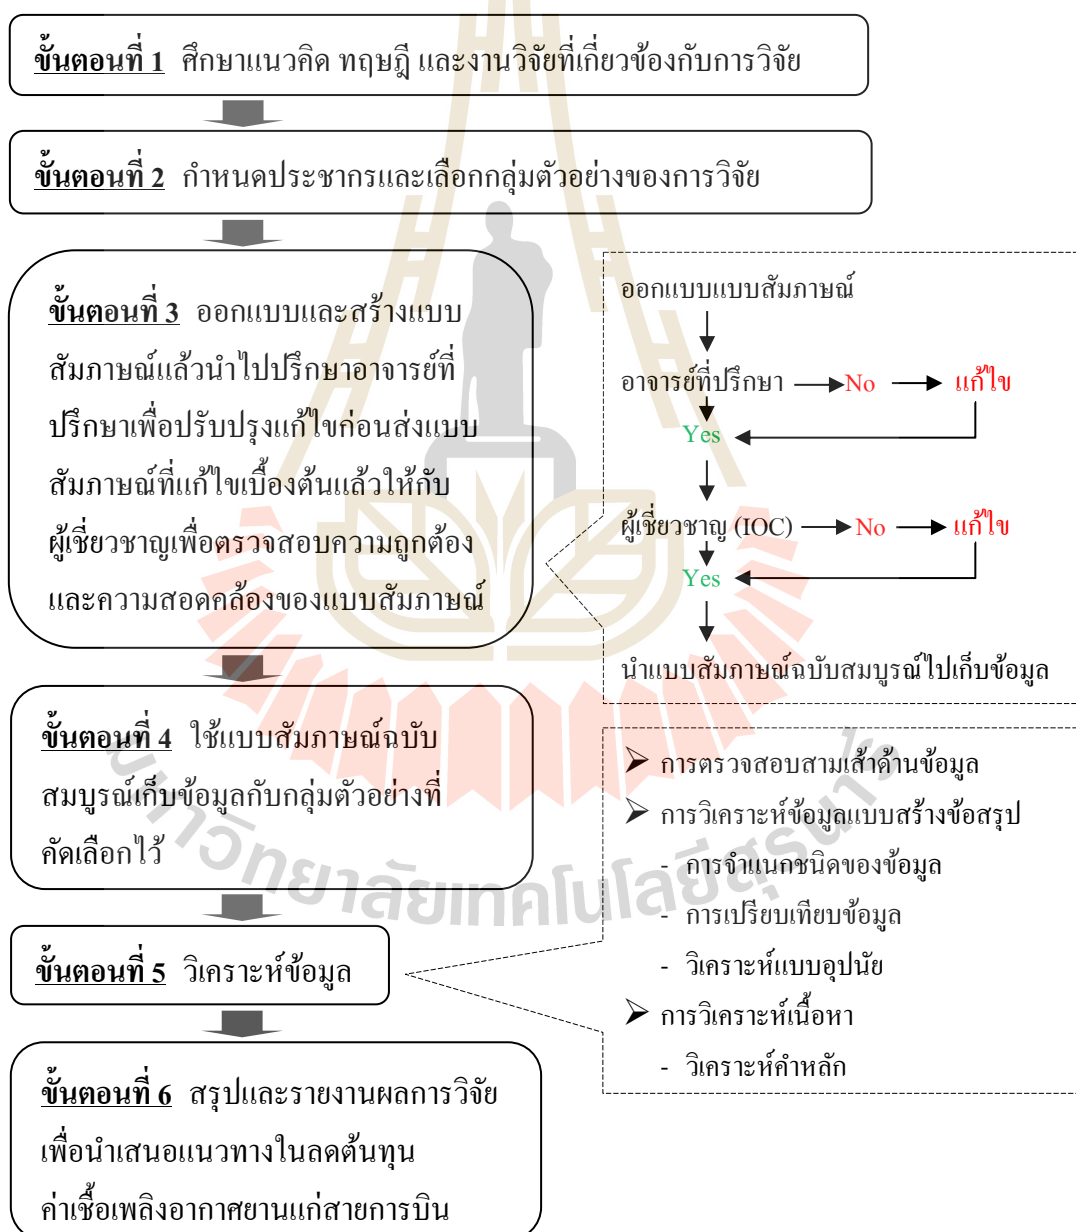 ขั้นตอนที่ 1 ศึกษาแนวคิด ทฤษฎี และงานวิจัยที่เกี่ยวข้องกับการวิจัย
ขั้นตอนที่ 2 กำหนดประชากรและเลือกกลุ่มตัวอย่างของการวิจัย
ขั้นตอนที่ 3 ออกแบบและสร้างแบบ
สัมภาษณ์แล้วนำไปปรึกษาอาจารย์ที่
ปรึกษาเพื่อปรับปรุงแก้ไขก่อนส่งแบบ
สัมภาษณ์ที่แก้ไขเบื้องต้นแล้วให้กับ
ผู้เชี่ยวชาญเพื่อตรวจสอบความถูกต้อง
และความสอดคล้องของแบบสัมภาษณ์
ออกแบบแบบสัมภาษณ์
อาจารย์ที่ปรึกษา No แก้ไข
Yes
ผู้เชี่ยวชาญ (IOC) No แก้ไข
Yes
นำแบบสัมภาษณ์ฉบับสมบูรณ์ไปเก็บข้อมูล
ขั้นตอนที่ 4 ใช้แบบสัมภาษณ์ฉบับ
สมบูรณ์เก็บข้อมูลกับกลุ่มตัวอย่างที่
คัดเลือกไว้
ขั้นตอนที่ 5 วิเคราะห์ข้อมูล
➢ การตรวจสอบสามเส้าด้านข้อมูล
➢ การวิเคราะห์ข้อมูลแบบสร้างข้อสรุป
- การจำแนกชนิดของข้อมูล
- การเปรียบเทียบข้อมูล
- วิเคราะห์แบบอุปนัย
➢ การวิเคราะห์เนื้อหา
- วิเคราะห์คำหลัก
ขั้นตอนที่ 6 สรุปและรายงานผลการวิจัย
เพื่อนำเสนอแนวทางในลดต้นทุน
ค่าเชื้อเพลิงอากาศยานแก่สายการบิน
มหาวิทยาลัยเทคโนโลยีสุรนารี